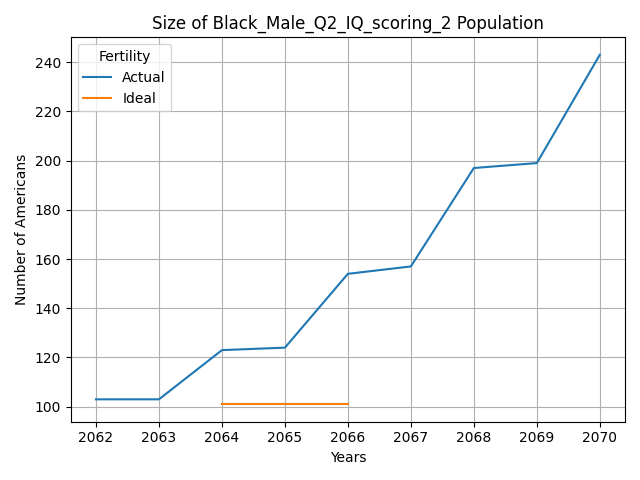 Size of Black_Male_Q2_IQ_scoring_2 Population
Fertility
Actual
Ideal
Number of Americans
240
220
200
180
160
140
120
100
2062 2063 2064 2065 2066 2067 2068 2069 2070
Years